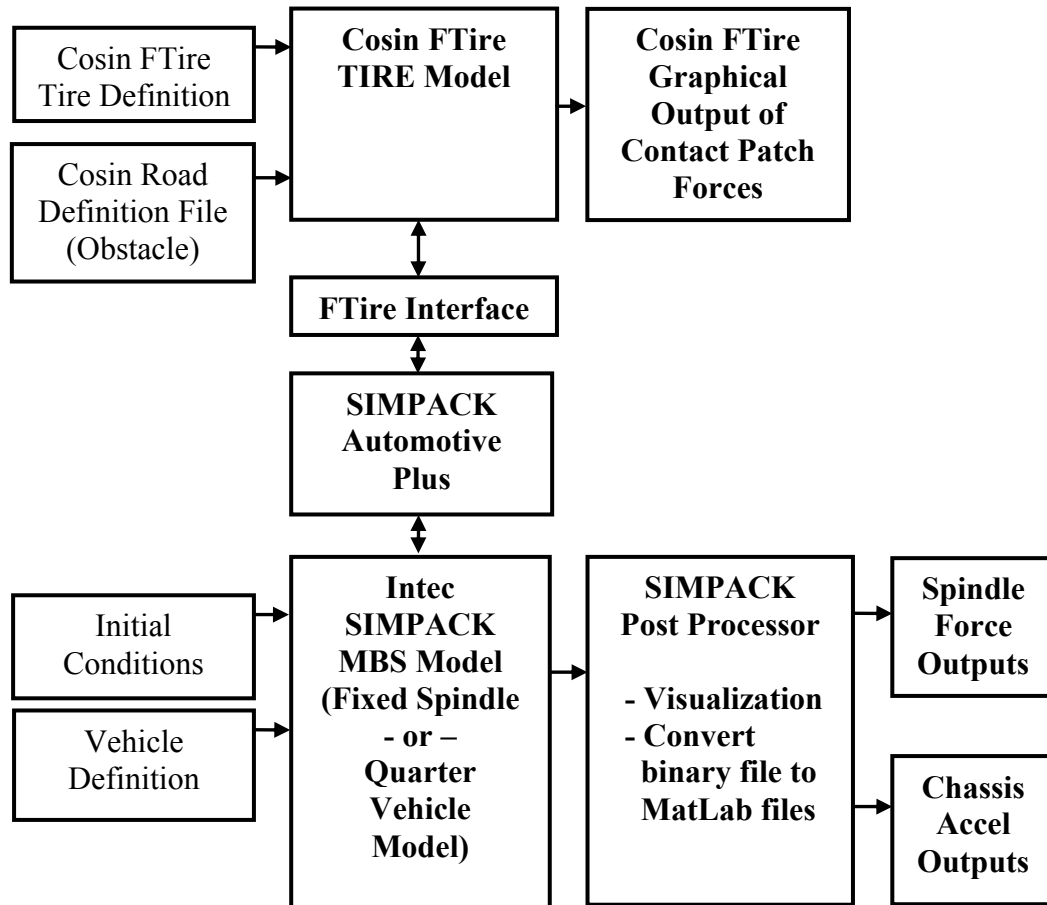 Cosin FTire
Tire Definition
Cosin Road
Definition File
(Obstacle)
Cosin FTire
TIRE Model
Cosin FTire
Graphical
Output of
Contact Patch
Forces
FTire Interface
SIMPACK
Automotive
Plus
Initial
Conditions
Vehicle
Definition
Intec
SIMPACK
MBS Model
(Fixed Spindle
- or –
Quarter
Vehicle
Model)
SIMPACK
Post Processor
- Visualization
- Convert
binary file to
MatLab files
Spindle
Force
Outputs
Chassis
Accel
Outputs